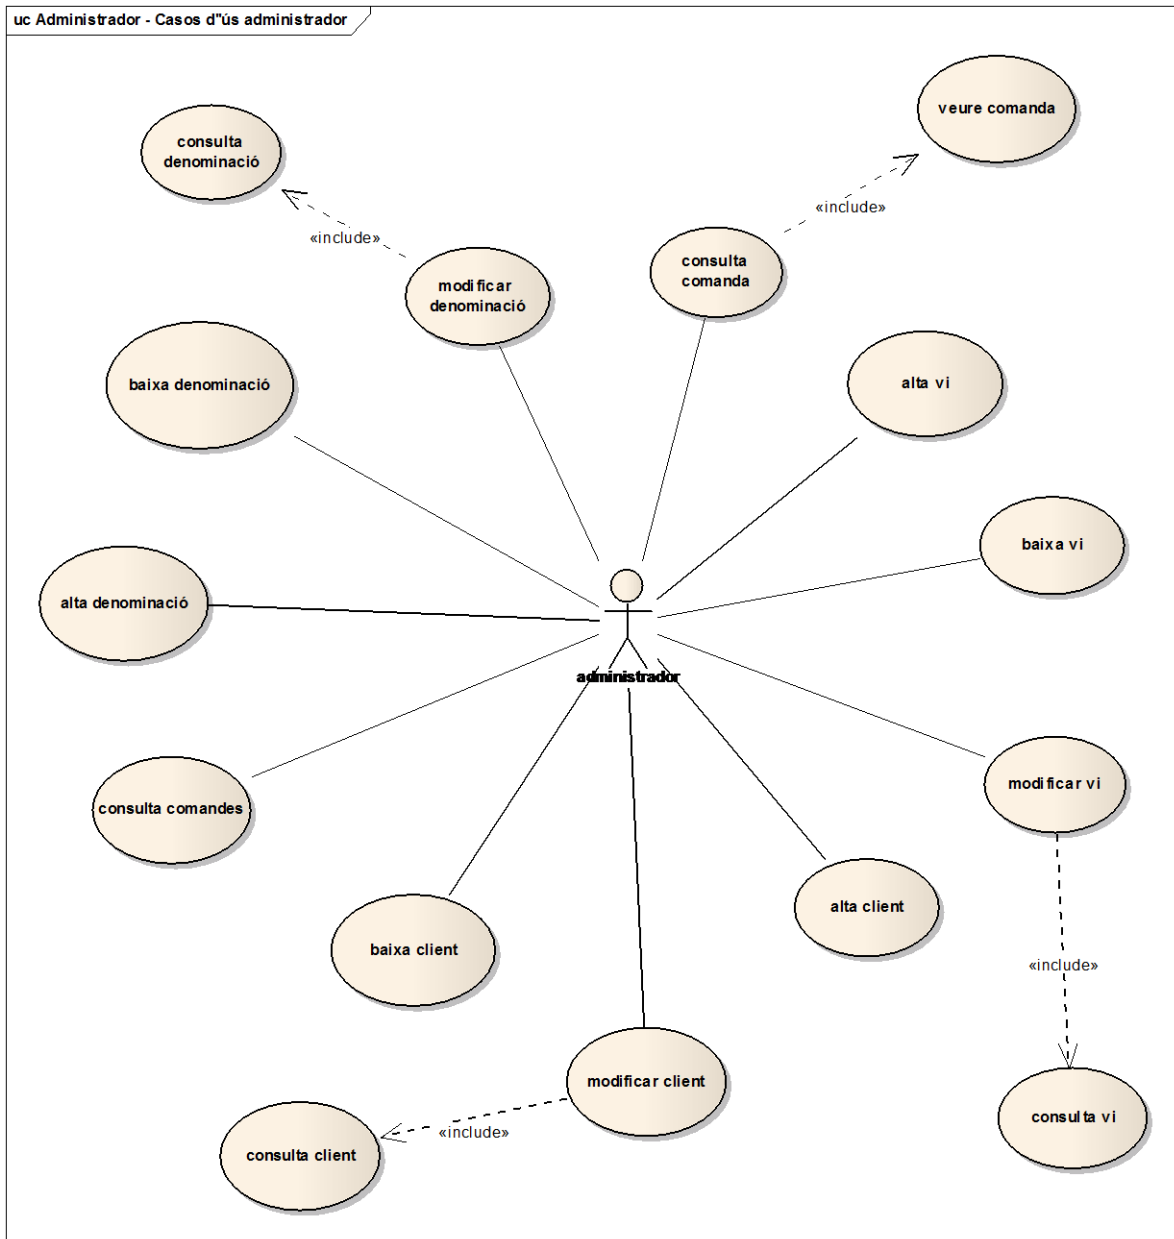 uc Administrador - Casos d"ús administrador
veure comanda
consulta
denominació
«include»
«include»
consulta
comanda
modificar
denominació
baixa denominació
alta vi
baixa vi
alta denominació
administrador
modificar vi
consulta comandes
alta client
baixa client
«include»
modificar client
consulta vi
«include»
consulta client